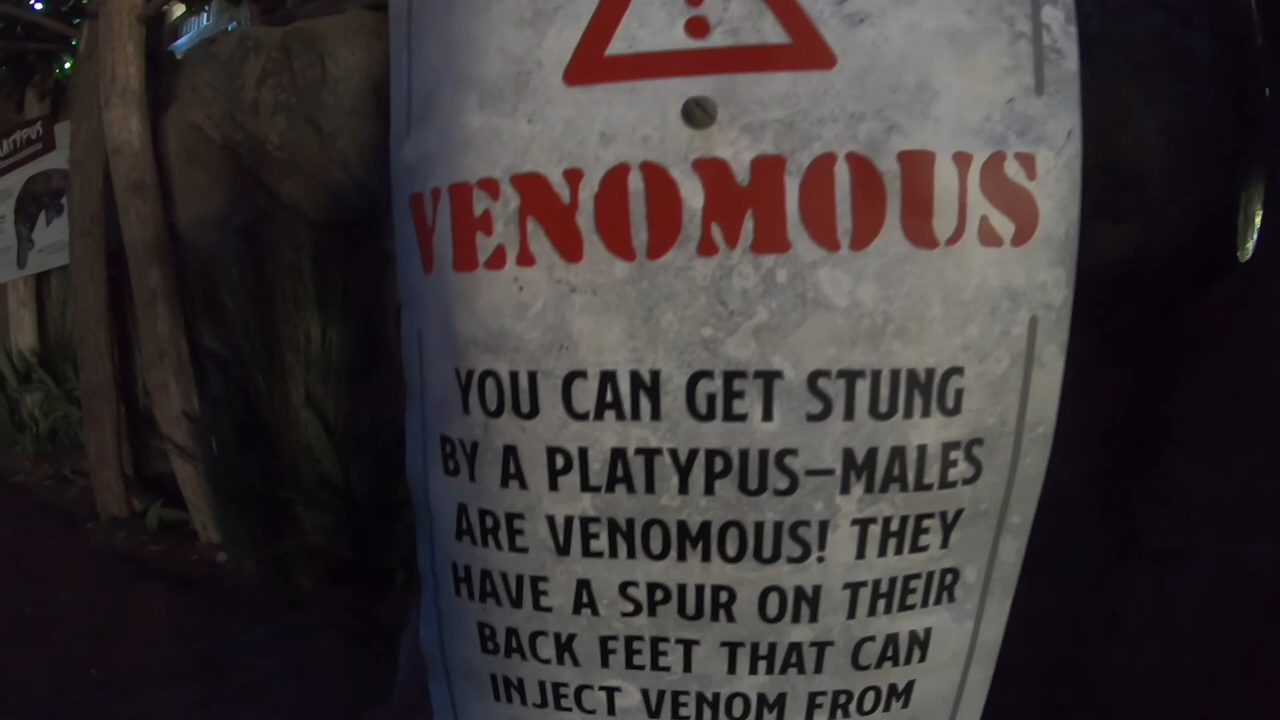 VENOMOUS
YOU CAN GET STUNG
BY A PLATYPUS–MALES
ARE VENOMOUS! THEY
HAVE A SPUR ON THEIR
BACK FEET THAT CAN
INJECT VENOM FROM